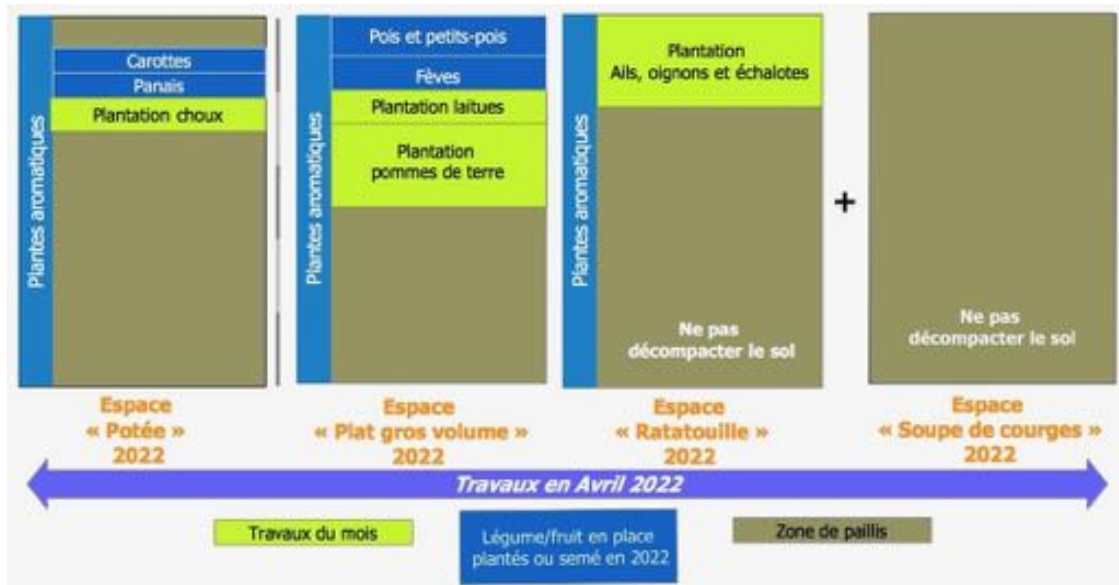 Plantes aromatiques
Carottes
Panais
Plantation choux
Plantes aromatiques
Pois et petits-pois
Fèves
Plantation laitues
Plantation
pommes de terre
Plantes aromatiques
Plantation
Ails, oignons et échalotes
Ne pas
décompacter le sol
+
Ne pas
décompacter le sol
Espace
« Potée »
2022
Espace
« Plat gros volume »
2022
Espace
« Ratatouille »
2022
Espace
« Soupe de courges »
2022
Travaux en Avril 2022
Travaux du mois
Légume/fruit en place
plantés ou semé en 2022
Zone de paillis